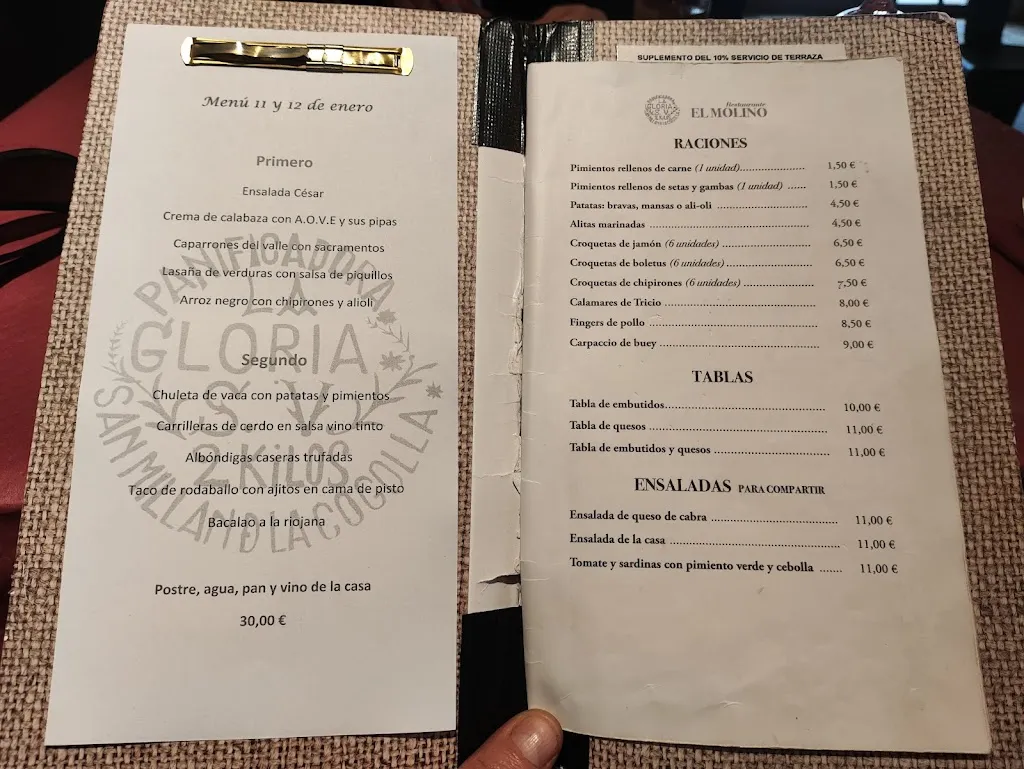 Menú 11 y 12 de enero
Primero
Ensalada César
Crema de calabaza con A.O.V.E y sus pipas
Caparrones del valle con sacramentos
Lasaña de verduras con salsa de piquillos
Arroz negro con chipirones y alioli
Segundo
Chuleta de vaca con patatas y pimientos
Carrilleras de cerdo en salsa vino tinto
Albóndigas caseras trufadas
Taco de rodaballo con ajitos en cama de pisto
Bacalao a la riojana
Postre, agua, pan y vino de la casa
30,00 €
PANIFICADORA
LA
GLORIA
S V
2 KILOS
SAN MILLAN D LA COGOLLA
SUPLEMENTO DEL 10% SERVICIO DE TERRAZA
LA
GLORIA
S V
2 KILOS
Restaurante
EL MOLINO
RACIONES
Pimientos rellenos de carne (1 unidad)..................... 1,50 €
Pimientos rellenos de setas y gambas (1 unidad) ...... 1,50 €
Patatas: bravas, mansas o ali-oli ............................ 4,50 €
Alitas marinadas .................................................. 4,50 €
Croquetas de jamón (6 unidades) ........................... 6,50 €
Croquetas de boletus (6 unidades)........................... 6,50 €
Croquetas de chipirones (6 unidades) ...................... 7,50 €
Calamares de Tricio .............................................. 8,00 €
Fingers de pollo .................................................... 8,50 €
Carpaccio de buey ................................................. 9,00 €
TABLAS
Tabla de embutidos................................................ 10,00 €
Tabla de quesos ..................................................... 11,00 €
Tabla de embutidos y quesos .................................. 11,00 €
ENSALADAS PARA COMPARTIR
Ensalada de queso de cabra ..................................... 11,00 €
Ensalada de la casa ................................................. 11,00 €
Tomate y sardinas con pimiento verde y cebolla ....... 11,00 €